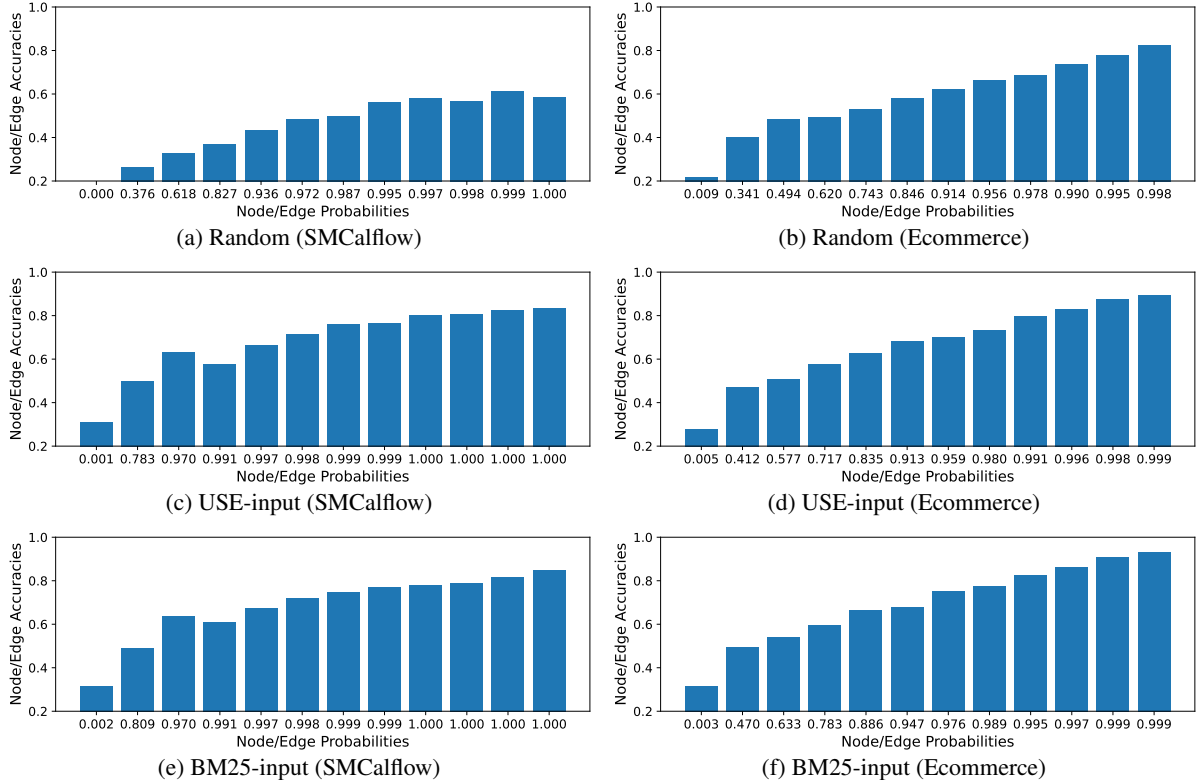 1.0
0.8
0.6
0.4
0.2
Node/Edge Accuracies
0.000 0.376 0.618 0.827 0.936 0.972 0.987 0.995 0.997 0.998 0.999 1.000
Node/Edge Probabilities
(a) Random (SMCalflow)
1.0
0.8
0.6
0.4
0.2
Node/Edge Accuracies
0.009 0.341 0.494 0.620 0.743 0.846 0.914 0.956 0.978 0.990 0.995 0.998
Node/Edge Probabilities
(b) Random (Ecommerce)
1.0
0.8
0.6
0.4
0.2
Node/Edge Accuracies
0.001 0.783 0.970 0.991 0.997 0.998 0.999 0.999 1.000 1.000 1.000 1.000
Node/Edge Probabilities
(c) USE-input (SMCalflow)
1.0
0.8
0.6
0.4
0.2
Node/Edge Accuracies
0.005 0.412 0.577 0.717 0.835 0.913 0.959 0.980 0.991 0.996 0.998 0.999
Node/Edge Probabilities
(d) USE-input (Ecommerce)
1.0
0.8
0.6
0.4
0.2
Node/Edge Accuracies
0.002 0.809 0.970 0.991 0.997 0.998 0.999 0.999 1.000 1.000 1.000 1.000
Node/Edge Probabilities
(e) BM25-input (SMCalflow)
1.0
0.8
0.6
0.4
0.2
Node/Edge Accuracies
0.003 0.470 0.633 0.783 0.886 0.947 0.976 0.989 0.995 0.997 0.999 0.999
Node/Edge Probabilities
(f) BM25-input (Ecommerce)